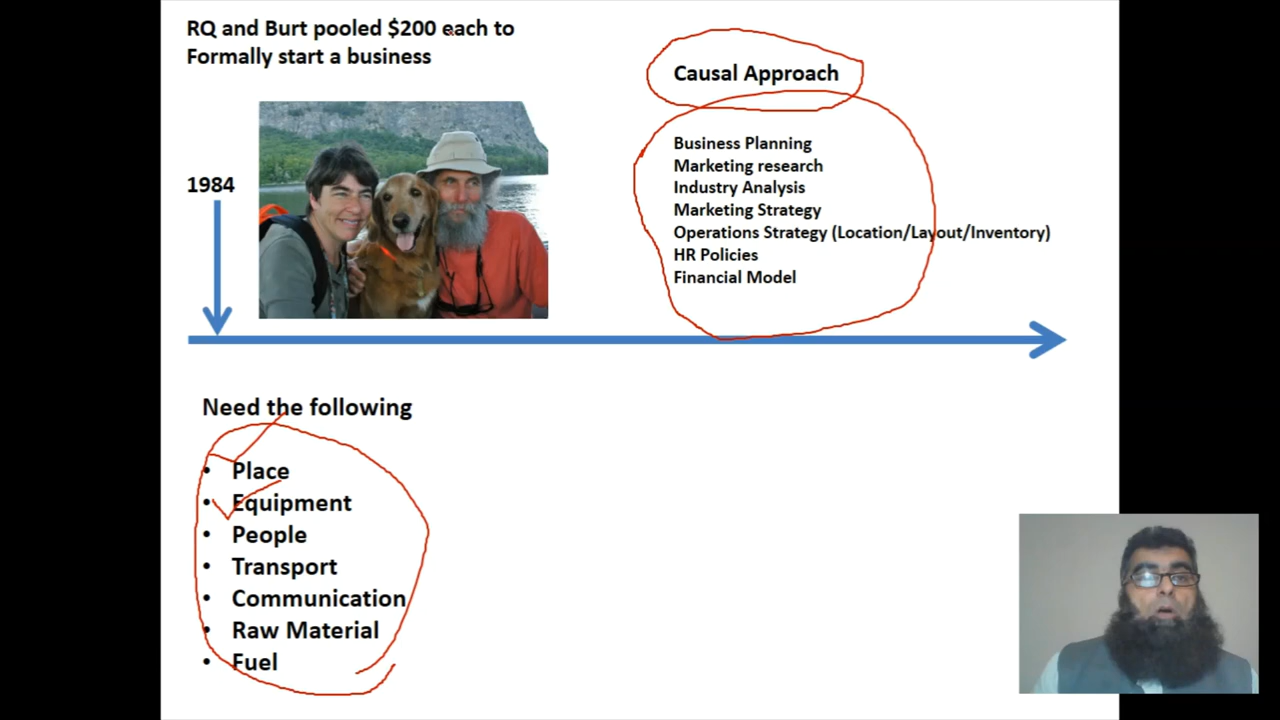 RQ and Burt pooled $200 each to
Formally start a business
1984
Causal Approach
Business Planning
Marketing research
Industry Analysis
Marketing Strategy
Operations Strategy (Location/Layout/Inventory)
HR Policies
Financial Model
Need the following
• Place
• Equipment
• People
• Transport
• Communication
• Raw Material
• Fuel